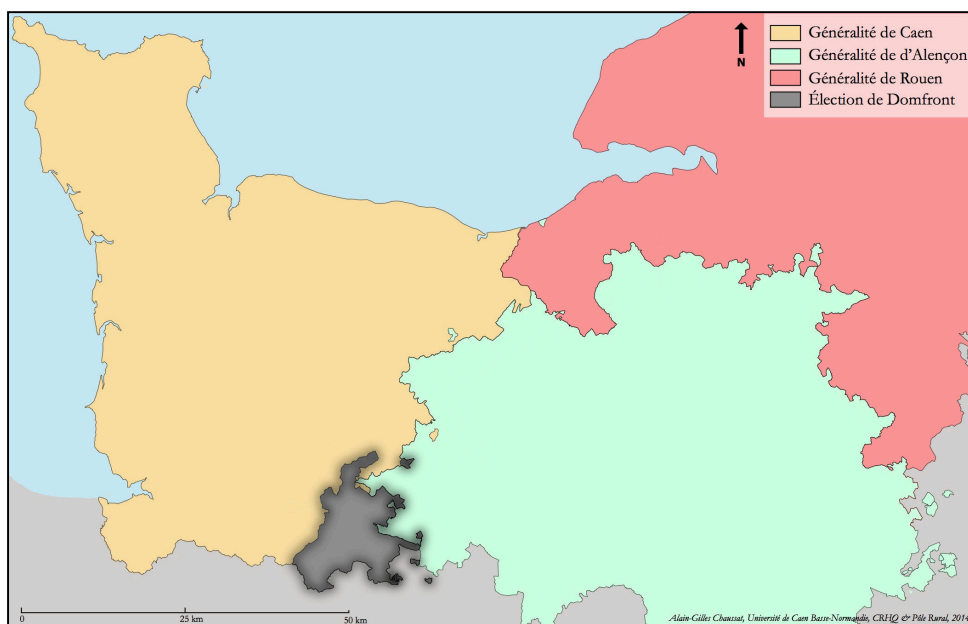 N
Généralité de Caen
Généralité de d'Alençon
Généralité de Rouen
Élection de Domfront
0 25 km 50 km
Alain-Gilles Chaussat, Université de Caen Basse-Normandie, CRHQ & Pôle Rural, 2014